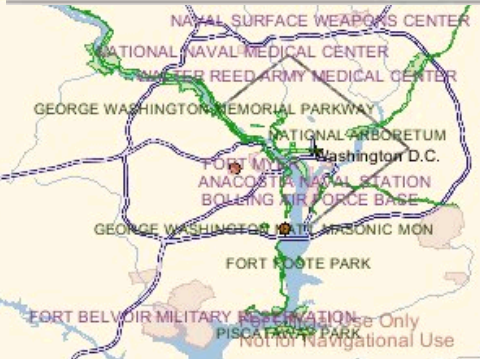 NAVAL SURFACE WEAPONS CENTER
NATIONAL NAVAL MEDICAL CENTER
WALTER REED ARMY MEDICAL CENTER
GEORGE WASHINGTON MEMORIAL PARKWAY
NATIONAL ARBORETUM
Washington D.C.
FORT MYER
ANACOSTIA NAVAL STATION
BOLLING AIR FORCE BASE
GEORGE WASHINGTON NATL MASONIC MON
FORT FOOTE PARK
FORT BELVOIR MILITARY RESERVATION
Use Only
PISCATAWAY PARK
Not for Navigational Use